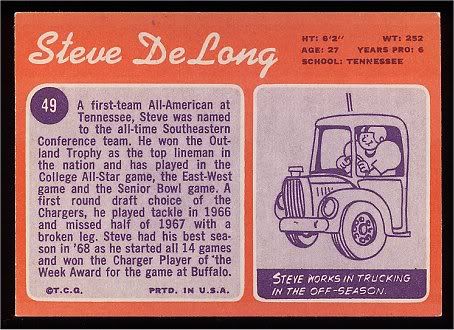 Steve DeLong
HT: 6'2" WT: 252
AGE: 27 YEARS PRO: 6
SCHOOL: TENNESSEE
49
A first-team All-American at
Tennessee, Steve was named
to the all-time Southeastern
Conference team. He won the Out-
land Trophy as the top lineman in
the nation and has played in the
College All-Star game, the East-West
game and the Senior Bowl game. A
first round draft choice of the
Chargers, he played tackle in 1966
and missed half of 1967 with a
broken leg. Steve had his best sea-
son in '68 as he started all 14 games
and won the Charger Player of the
Week Award for the game at Buffalo.
©T.C.G. PRTD. IN U.S.A.
STEVE WORKS IN TRUCKING
IN THE OFF-SEASON.